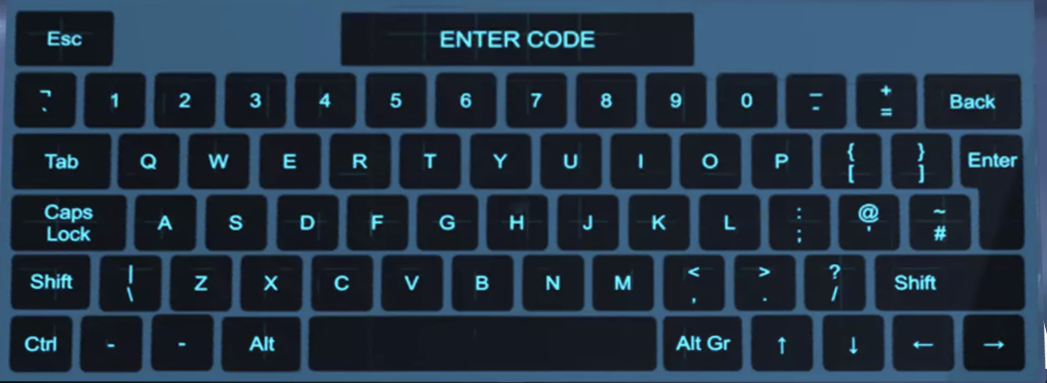 Esc ENTER CODE
¬ 1 2 3 4 5 6 7 8 9 0 _ + Back
` - =
Tab Q W E R T Y U I O P { } Enter
[ ]
Caps A S D F G H J K L : @ ~
Lock ; ' #
Shift | Z X C V B N M < > ? Shift
\ , . /
Ctrl - - Alt Alt Gr ↑ ↓ ← →